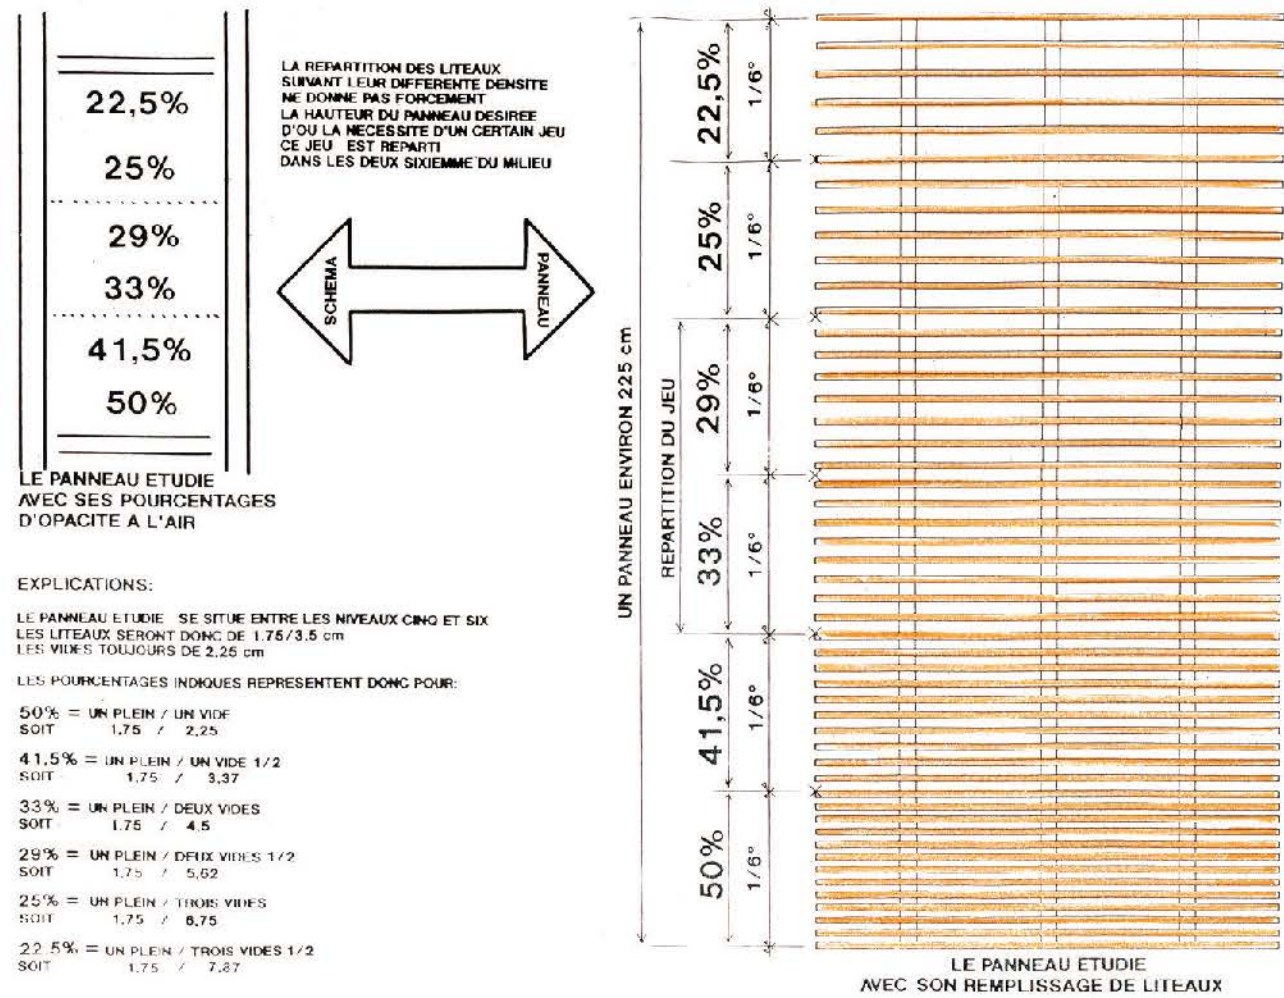 22,5%
25%
29%
33%
41,5%
50%
LE PANNEAU ETUDIE
AVEC SES POURCENTAGES
D'OPACITE A L'AIR
LA REPARTITION DES LITEAUX
SUIVANT LEUR DIFFERENTE DENSITE
NE DONNE PAS FORCEMENT
LA HAUTEUR DU PANNEAU DESIREE
D'OU LA NECESSITE D'UN CERTAIN JEU
CE JEU EST REPARTI
DANS LES DEUX SIXIEMME DU MILIEU
SCHEMA
PANNEAU
EXPLICATIONS:
LE PANNEAU ETUDIE SE SITUE ENTRE LES NIVEAUX CINQ ET SIX
LES LITEAUX SERONT DONC DE 1.75/3.5 cm
LES VIDES TOUJOURS DE 2,25 cm
LES POURCENTAGES INDIQUES REPRESENTENT DONC POUR:
50% = UN PLEIN / UN VIDE
SOIT 1,75 / 2,25
41,5% = UN PLEIN / UN VIDE 1/2
SOIT 1,75 / 3,37
33% = UN PLEIN / DEUX VIDES
SOIT 1.75 / 4,5
29% = UN PLEIN / DEUX VIDES 1/2
SOIT 1,75 / 5,62
25% = UN PLEIN / TROIS VIDES
SOIT 1.75 / 6,75
22 5% = UN PLEIN / TROIS VIDES 1/2
SOIT 1.75 / 7,87
UN PANNEAU ENVIRON 225 cm
REPARTITION DU JEU
22,5%
1/6°
25%
1/6°
29%
1/6°
33%
1/6°
41,5%
1/6°
50%
1/6°
LE PANNEAU ETUDIE
AVEC SON REMPLISSAGE DE LITEAUX